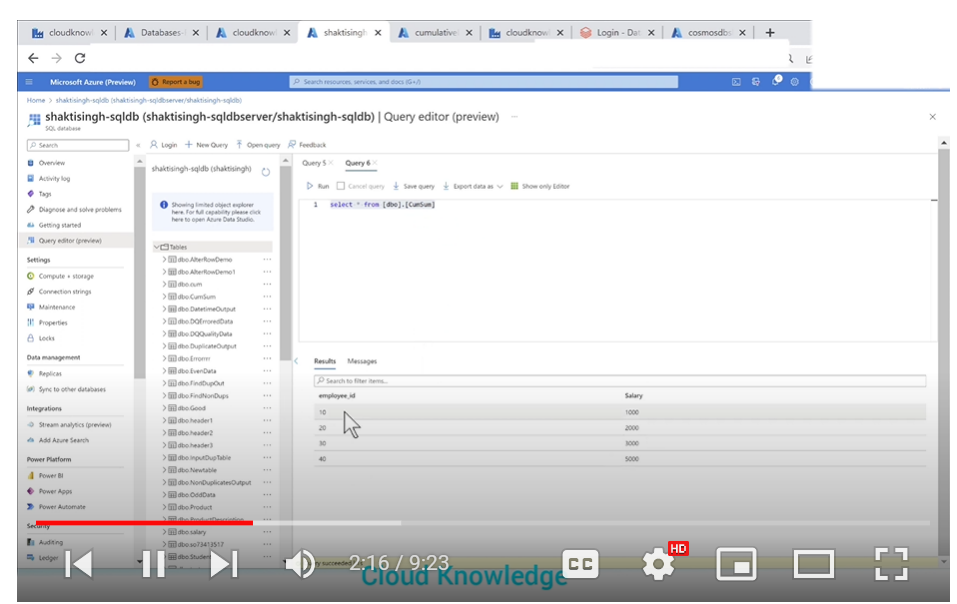 cloudknow
Databases
cloudknow
shaktisingh
cumulative
cloudknow
Login - Dat
cosmosdb
Microsoft Azure (Preview)
Report a bug
Search resources, services, and docs (G+/)
Home > shaktisingh-sqldb (shaktisingh-sqldbserver/shaktisingh-sqldb)
shaktisingh-sqldb (shaktisingh-sqldbserver/shaktisingh-sqldb) | Query editor (preview)
SQL database
Search
Login
New Query
Open query
Feedback
Overview
Activity log
Tags
Diagnose and solve problems
Getting started
Query editor (preview)
Settings
Compute + storage
Connection strings
Maintenance
Properties
Locks
Data management
Replicas
Sync to other databases
Integrations
Stream analytics (preview)
Add Azure Search
Power Platform
Power BI
Power Apps
Power Automate
Security
Auditing
Ledger
shaktisingh-sqldb (shaktisingh)
Showing limited object explorer
here. For full capability please click
here to open Azure Data Studio.
Tables
dbo.AlterRowDemo
dbo.AlterRowDemo1
dbo.cum
dbo.CumSum
dbo.DatetimeOutput
dbo.DQErroredData
dbo.DQQualityData
dbo.DuplicateOutput
dbo.Errorrrr
dbo.EvenData
dbo.FindDupOut
dbo.FindNonDups
dbo.Good
dbo.header1
dbo.header2
dbo.header3
dbo.InputDupTable
dbo.Newtable
dbo.NonDuplicatesOutput
dbo.OddData
dbo.Product
dbo.ProductDescription
dbo.salary
dbo.so73413517
dbo.Studen
Query 5
Query 6
Run
Cancel query
Save query
Export data as
Show only Editor
1 select * from [dbo].[CumSum]
Results
Messages
Search to filter items...
employee_id Salary
10 1000
20 2000
30 3000
40 5000
succeeded
2:16 / 9:23
CC
HD
Cloud Knowledge